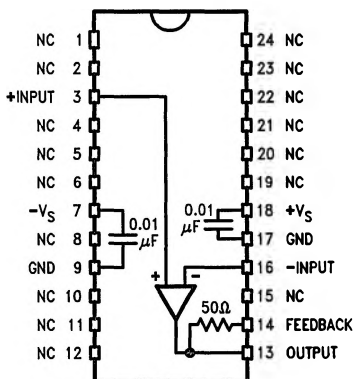 NC 1
NC 2
+INPUT 3
NC 4
NC 5
NC 6
-VS 7
NC 8
GND 9
NC 10
NC 11
NC 12
24 NC
23 NC
22 NC
21 NC
20 NC
19 NC
18 +VS
17 GND
16 -INPUT
15 NC
14 FEEDBACK
13 OUTPUT
0.01
μF
0.01
μF
+ -
50Ω